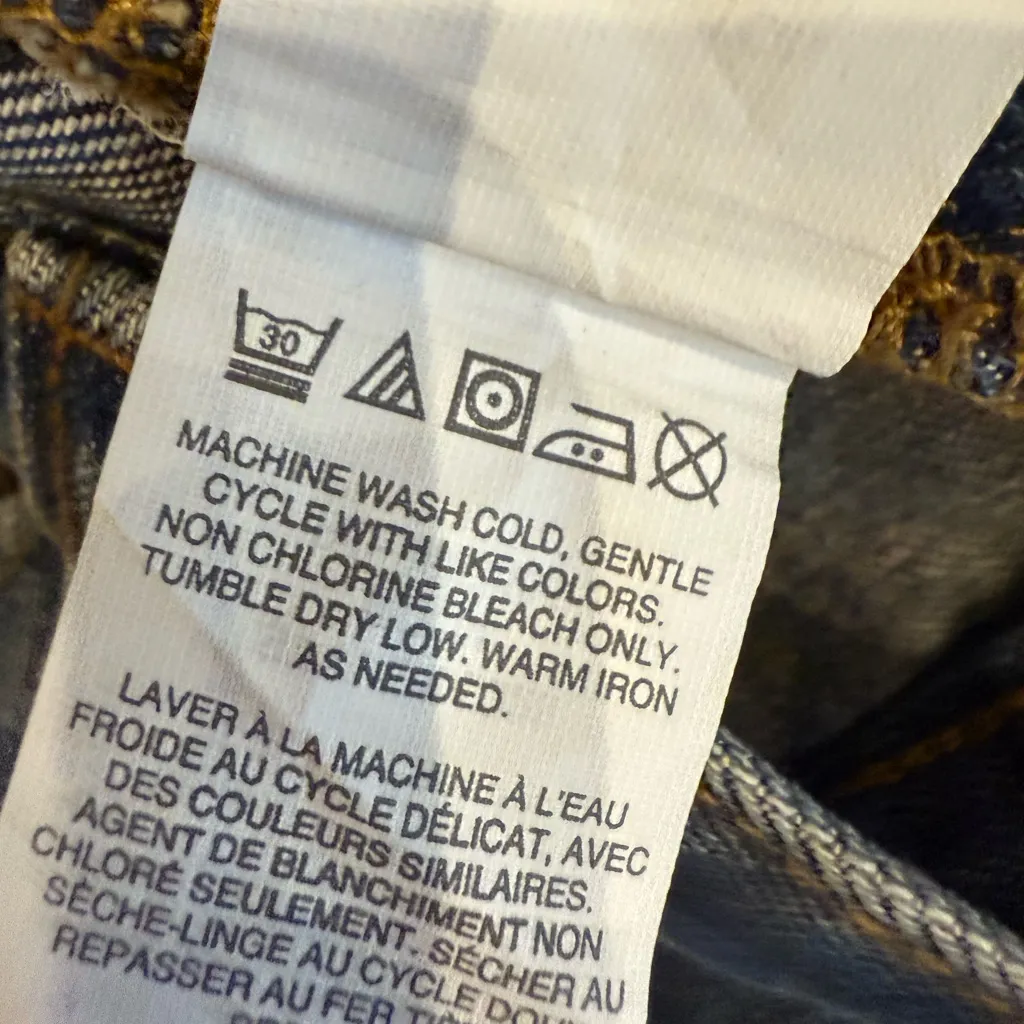 30
MACHINE WASH COLD, GENTLE
CYCLE WITH LIKE COLORS.
NON CHLORINE BLEACH ONLY.
TUMBLE DRY LOW. WARM IRON
AS NEEDED.
LAVER À LA MACHINE À L'EAU
FROIDE AU CYCLE DÉLICAT, AVEC
DES COULEURS SIMILAIRES.
AGENT DE BLANCHIMENT NON
CHLORÉ SEULEMENT. SÉCHER AU
SÈCHE-LINGE AU CYCLE
REPASSER AU FER